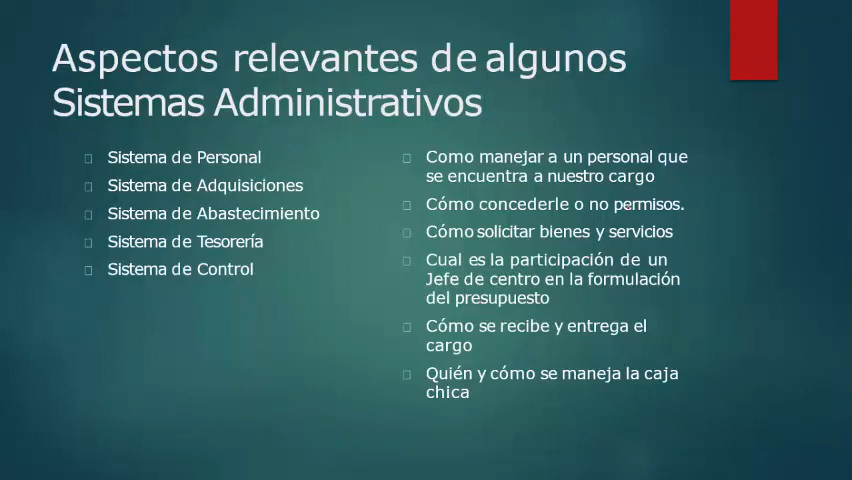 Aspectos relevantes de algunos
Sistemas Administrativos
Sistema de Personal
Sistema de Adquisiciones
Sistema de Abastecimiento
Sistema de Tesorería
Sistema de Control
Como manejar a un personal que
se encuentra a nuestro cargo
Cómo concederle o no permisos.
Cómo solicitar bienes y servicios
Cual es la participación de un
Jefe de centro en la formulación
del presupuesto
Cómo se recibe y entrega el
cargo
Quién y cómo se maneja la caja
chica